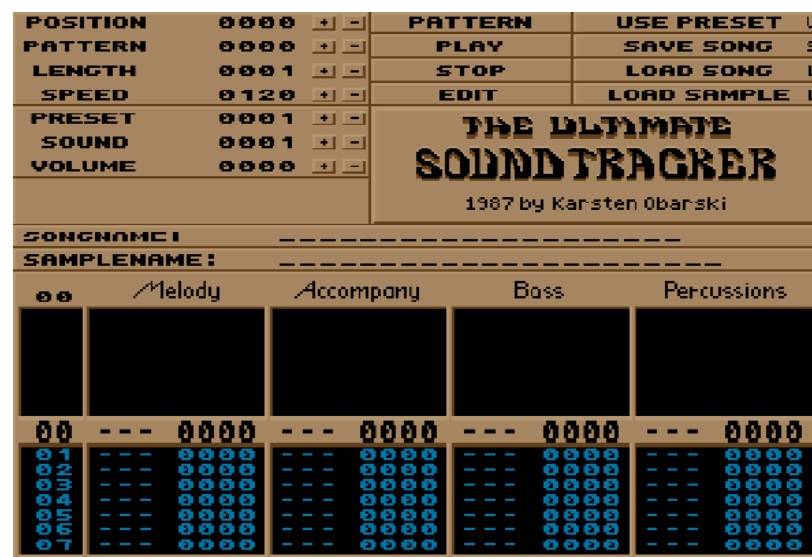 POSITION 0000 + - PATTERN USE PRESET
PATTERN 0000 + - PLAY SAVE SONG
LENGTH 0001 + - STOP LOAD SONG
SPEED 0120 + - EDIT LOAD SAMPLE
PRESET 0001 + -
SOUND 0001 + -
VOLUME 0000 + -
THE ULTIMATE
SOUNDTRACKER
1987 by Karsten Obarski
SONGNAME: ____________________
SAMPLENAME: ______________________
00 Melody Accompany Bass Percussions
00 --- 0000 --- 0000 --- 0000 --- 0000
01 --- 0000 --- 0000 --- 0000 --- 0000
02 --- 0000 --- 0000 --- 0000 --- 0000
03 --- 0000 --- 0000 --- 0000 --- 0000
04 --- 0000 --- 0000 --- 0000 --- 0000
05 --- 0000 --- 0000 --- 0000 --- 0000
06 --- 0000 --- 0000 --- 0000 --- 0000
07 --- 0000 --- 0000 --- 0000 --- 0000